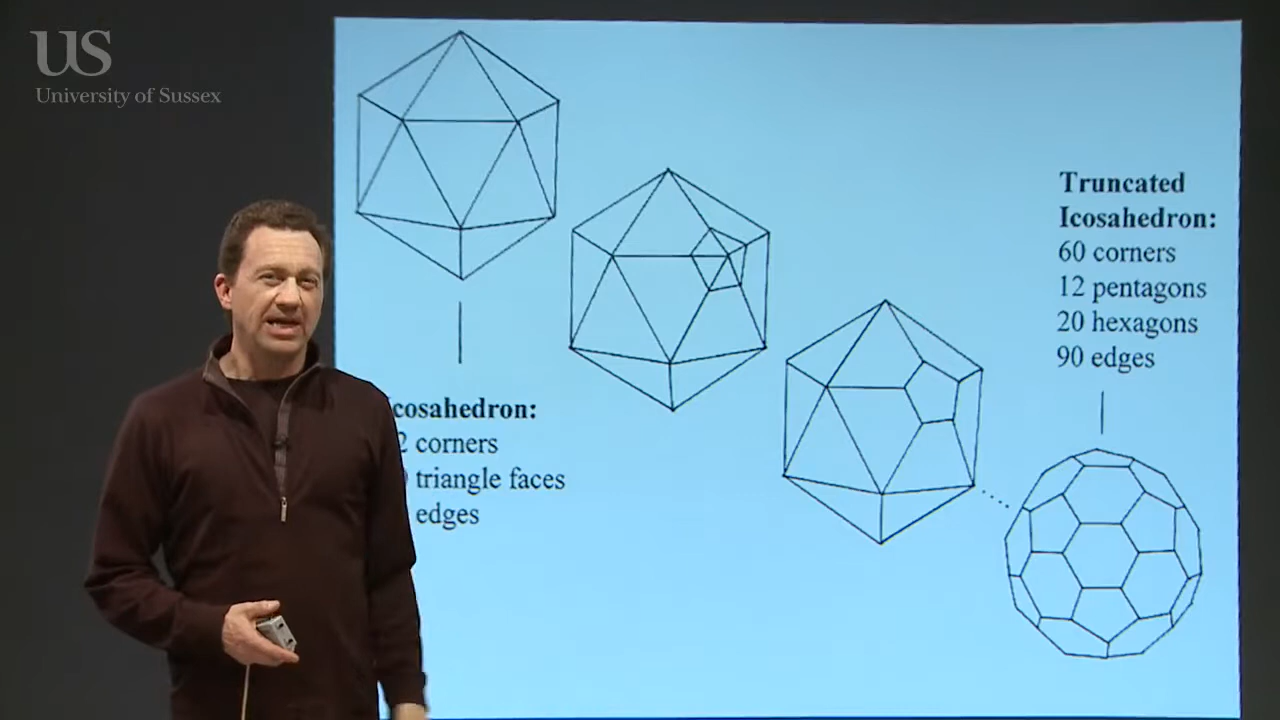 US
University of Sussex
Truncated
Icosahedron:
60 corners
12 pentagons
20 hexagons
90 edges
cosahedron:
2 corners
triangle faces
edges